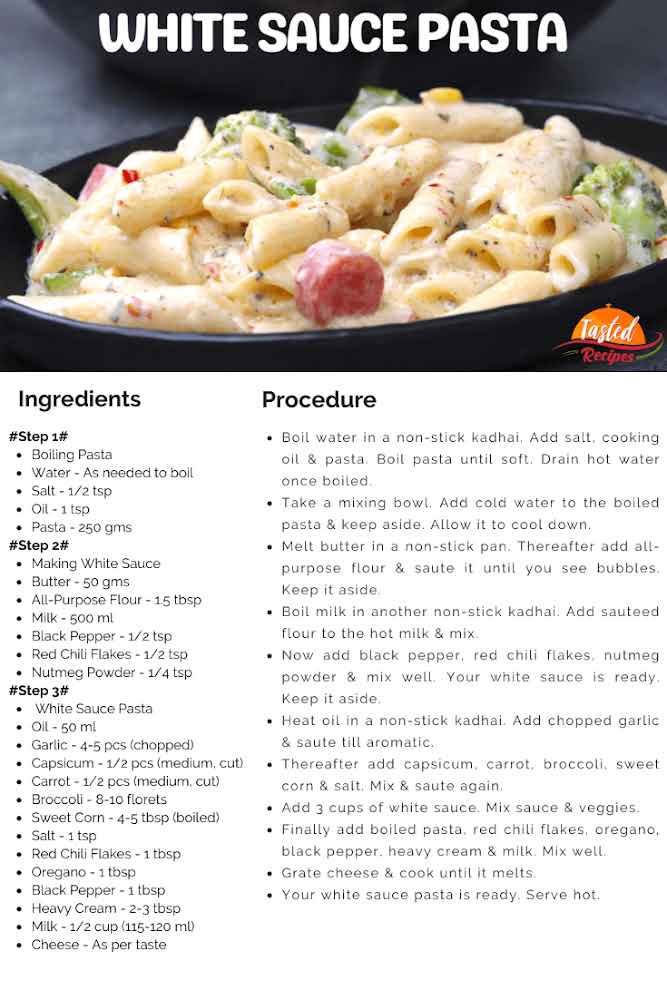 WHITE SAUCE PASTA
Tasted
Recipes
Ingredients
#Step 1#
Boiling Pasta
Water - As needed to boil
Salt - 1/2 tsp
Oil - 1 tsp
Pasta - 250 gms
#Step 2#
Making White Sauce
Butter - 50 gms
All-Purpose Flour - 1.5 tbsp
Milk - 500 ml
Black Pepper - 1/2 tsp
Red Chili Flakes - 1/2 tsp
Nutmeg Powder - 1/4 tsp
#Step 3#
White Sauce Pasta
Oil - 50 ml
Garlic - 4-5 pcs (chopped)
Capsicum - 1/2 pcs (medium, cut)
Carrot - 1/2 pcs (medium, cut)
Broccoli - 8-10 florets
Sweet Corn - 4-5 tbsp (boiled)
Salt - 1 tsp
Red Chili Flakes - 1 tbsp
Oregano - 1 tbsp
Black Pepper - 1 tbsp
Heavy Cream - 2-3 tbsp
Milk - 1/2 cup (115-120 ml)
Cheese - As per taste
Procedure
Boil water in a non-stick kadhai. Add salt, cooking
oil & pasta. Boil pasta until soft. Drain hot water
once boiled.
Take a mixing bowl. Add cold water to the boiled
pasta & keep aside. Allow it to cool down.
Melt butter in a non-stick pan. Thereafter add all-
purpose flour & saute it until you see bubbles.
Keep it aside.
Boil milk in another non-stick kadhai. Add sauteed
flour to the hot milk & mix.
Now add black pepper, red chili flakes, nutmeg
powder & mix well. Your white sauce is ready.
Keep it aside.
Heat oil in a non-stick kadhai. Add chopped garlic
& saute till aromatic.
Thereafter add capsicum, carrot, broccoli, sweet
corn & salt. Mix & saute again.
Add 3 cups of white sauce. Mix sauce & veggies.
Finally add boiled pasta, red chili flakes, oregano,
black pepper, heavy cream & milk. Mix well.
Grate cheese & cook until it melts.
Your white sauce pasta is ready. Serve hot.